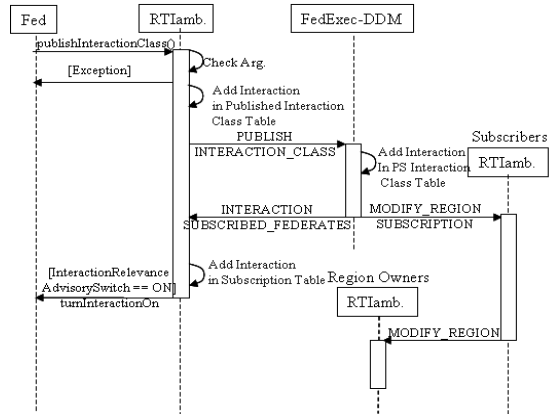 Fed
RTIamb.
FedExec-DDM
publishInteractionClass()
Check Arg.
[Exception]
Add Interaction
in Published Interaction
Class Table
PUBLISH
INTERACTION_CLASS
Add Interaction
In PS Interaction
Class Table
Subscribers
RTIamb.
INTERACTION
SUBSCRIBED_FEDERATES
MODIFY_REGION
SUBSCRIPTION
Add Interaction
in Subscription Table
[InteractionRelevance
AdvisorySwitch == ON]
turnInteractionOn
Region Owners
RTIamb.
MODIFY_REGION